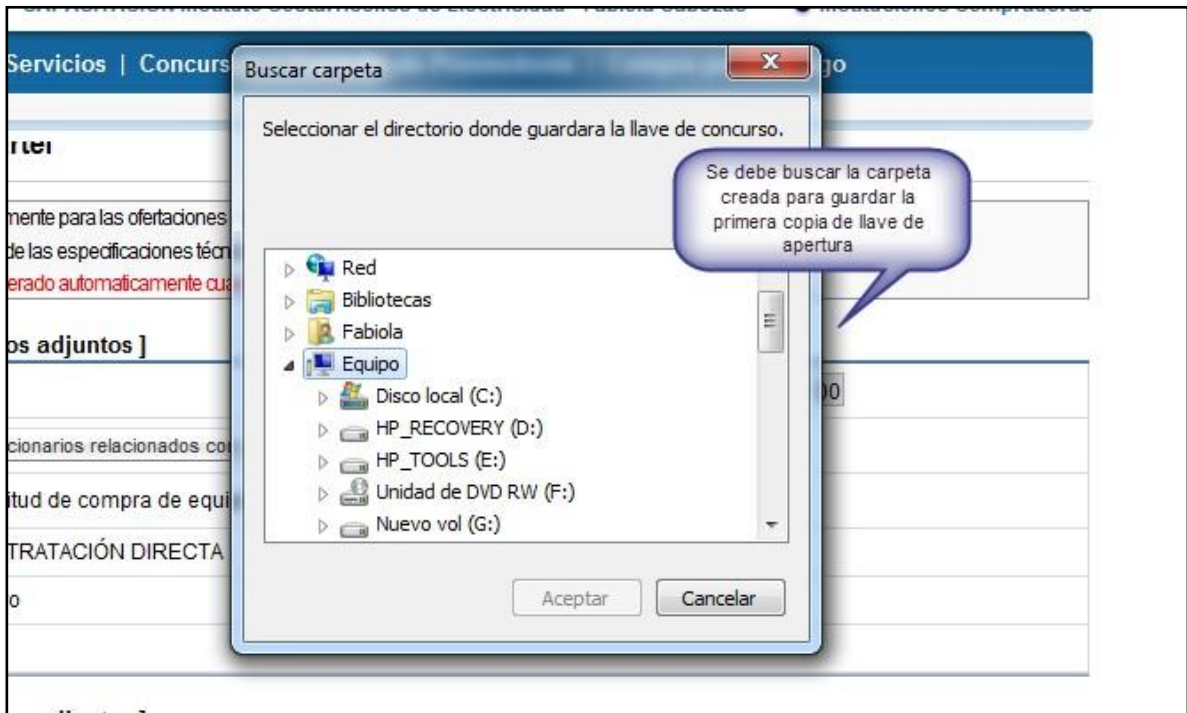 Servicios | Concurs
go
Buscar carpeta
Seleccionar el directorio donde guardara la llave de concurso.
Se debe buscar la carpeta
creada para guardar la
primera copia de llave de
apertura
mente para las ofertaciones
de las especificaciones técn
erado automaticamente cua
os adjuntos ]
Red
Bibliotecas
Fabiola
Equipo
Disco local (C:)
HP_RECOVERY (D:)
HP_TOOLS (E:)
Unidad de DVD RW (F:)
Nuevo vol (G:)
00
cionarios relacionados co
itud de compra de equi
TRATACIÓN DIRECTA
o
Aceptar
Cancelar